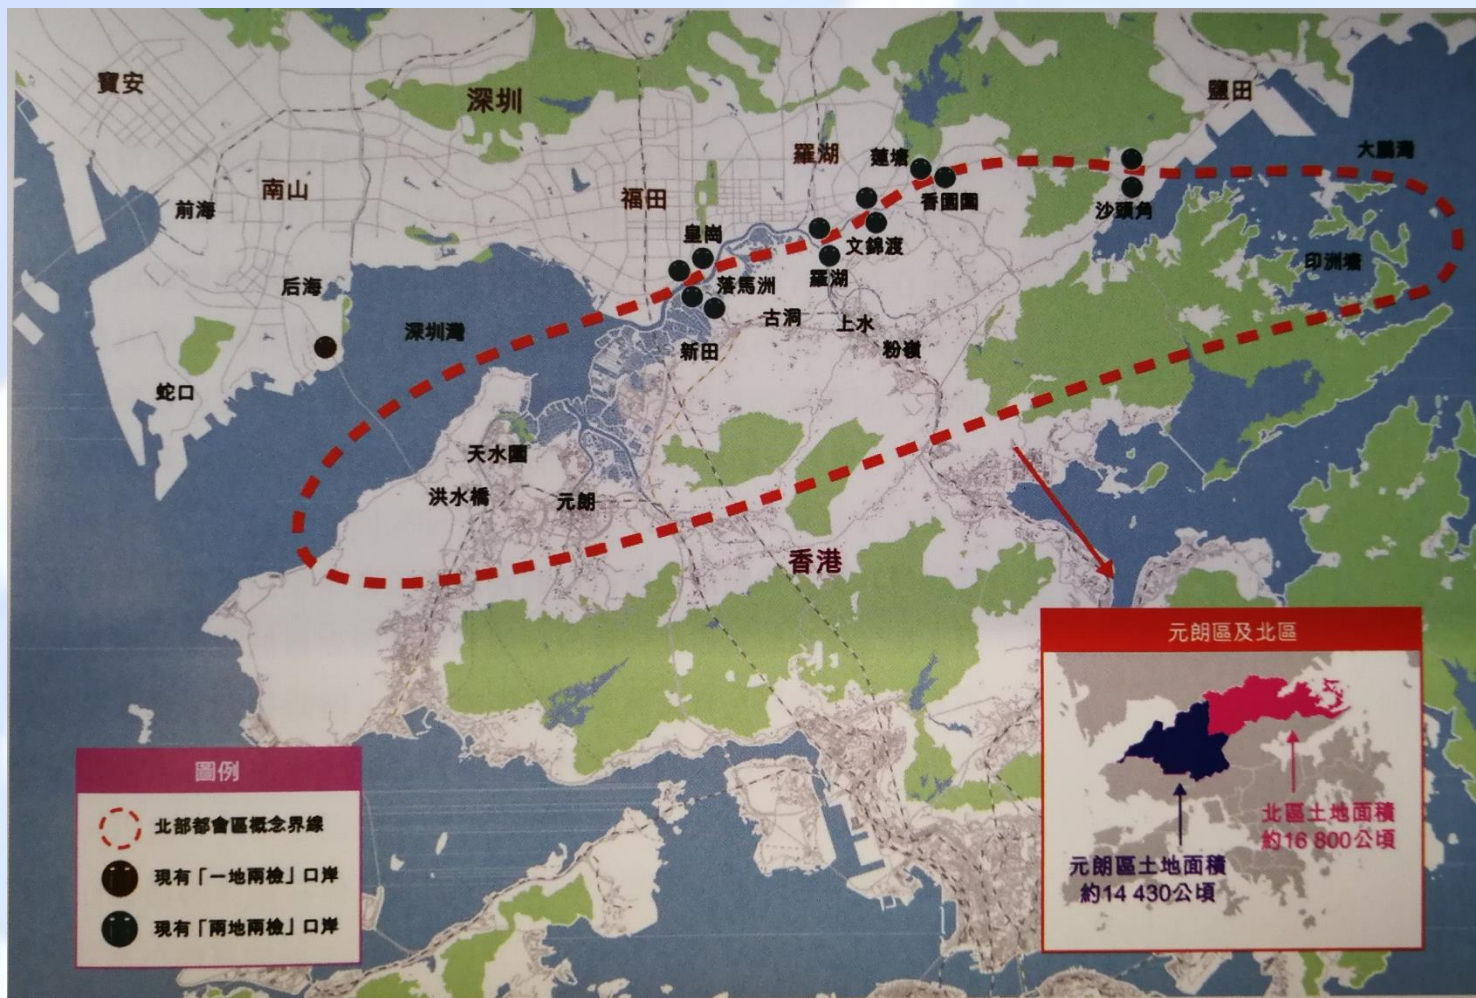 寶安
深圳
鹽田
羅湖
蓮塘
大鵬灣
南山
福田
前海
香園圍
沙頭角
皇崗
文錦渡
印洲塘
后海
落馬洲
羅湖
深圳灣
古洞
上水
新田
粉嶺
蛇口
天水圍
洪水橋
元朗
香港
元朗區及北區
北區土地面積
約16 800公頃
元朗區土地面積
約14 430公頃
圖例
北部都會區概念界線
現有「一地兩檢」口岸
現有「兩地兩檢」口岸